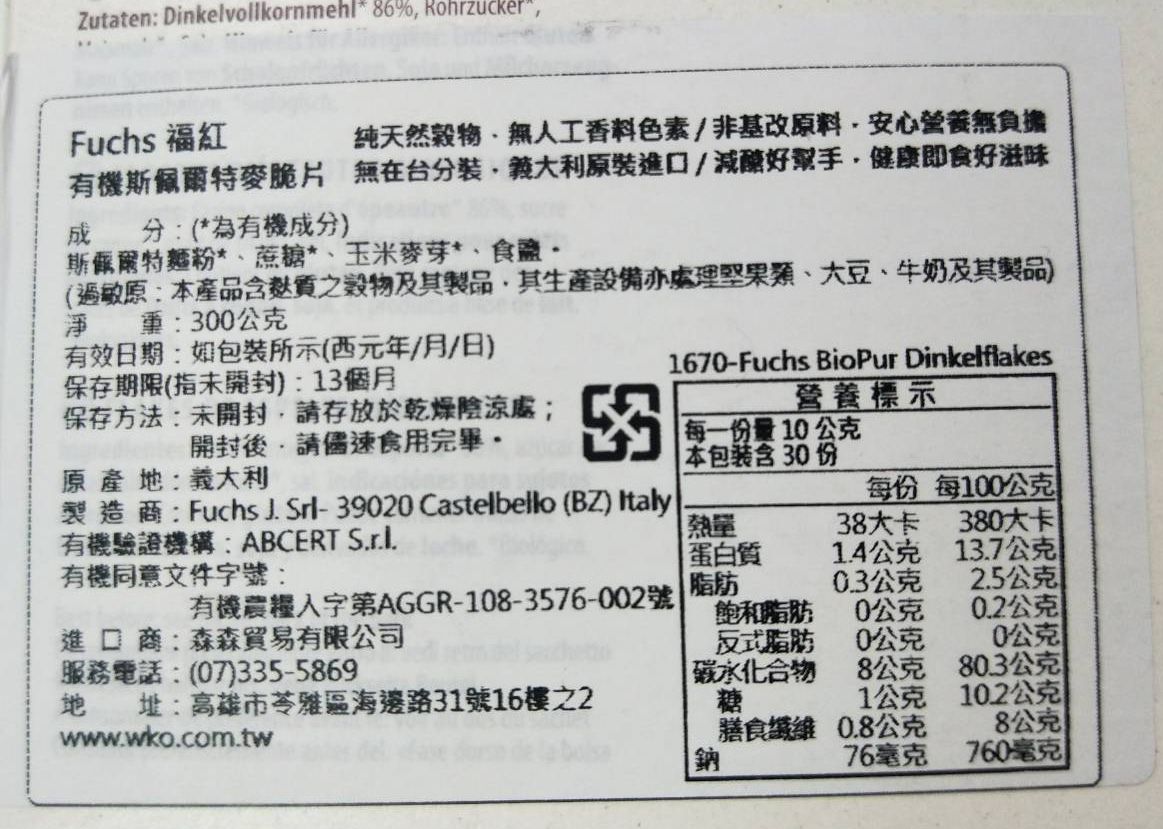 Zutaten: Dinkelvollkornmehl* 86%, Rohrzucker*,
Fuchs 福紅
純天然穀物．無人工香料色素/非基改原料．安心營養無負擔
有機斯佩爾特麥脆片
無在台分裝．義大利原裝進口/減醣好幫手．健康即食好滋味
成 分：(*為有機成分)
斯佩爾特麵粉*、蔗糖*、玉米麥芽*、食鹽。
(過敏原：本產品含麩質之穀物及其製品．其生產設備亦處理堅果類、大豆、牛奶及其製品)
淨 重：300公克
有效日期：如包裝所示(西元年/月/日)
保存期限(指未開封)：13個月
保存方法：未開封．請存放於乾燥陰涼處；
開封後．請儘速食用完畢。
原 產 地：義大利
製 造 商：Fuchs J. Srl- 39020 Castelbello (BZ) Italy
有機驗證機構：ABCERT S.r.l.
有機同意文件字號：
有機農糧入字第AGGR-108-3576-002號
進 口 商：森森貿易有限公司
服務電話：(07)335-5869
地 址：高雄市苓雅區海邊路31號16樓之2
www.wko.com.tw
1670-Fuchs BioPur Dinkelflakes
營養標示
每一份量 10 公克
本包裝含 30 份
每份 每100公克
熱量 38大卡 380大卡
蛋白質 1.4公克 13.7公克
脂肪 0.3公克 2.5公克
飽和脂肪 0公克 0.2公克
反式脂肪 0公克 0公克
碳水化合物 8公克 80.3公克
糖 1公克 10.2公克
膳食纖維 0.8公克 8公克
鈉 76毫克 760毫克